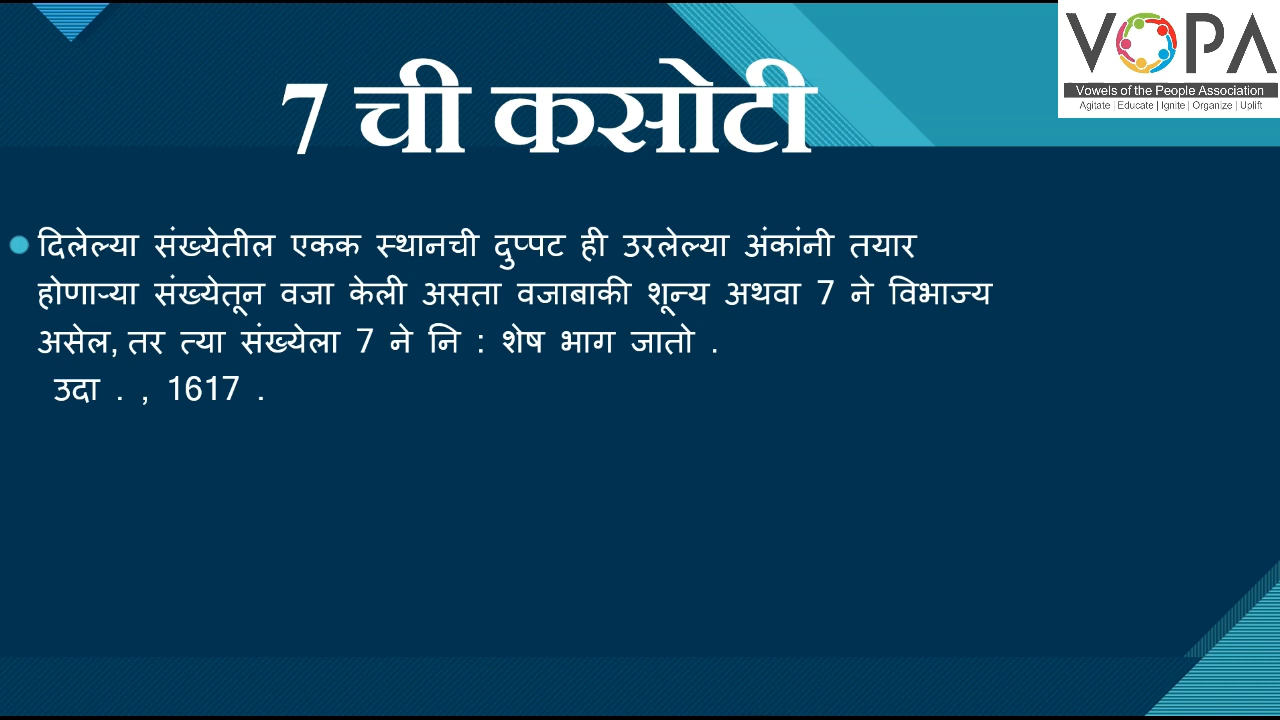 VOPA
Vowels of the People Association
Agitate | Educate | Ignite | Organize | Uplift
7 ची कसोटी
दिलेल्या संख्येतील एकक स्थानची दुप्पट ही उरलेल्या अंकांनी तयार
होणाऱ्या संख्येतून वजा केली असता वजाबाकी शून्य अथवा 7 ने विभाज्य
असेल, तर त्या संख्येला 7 ने नि : शेष भाग जातो .
उदा . , 1617 .